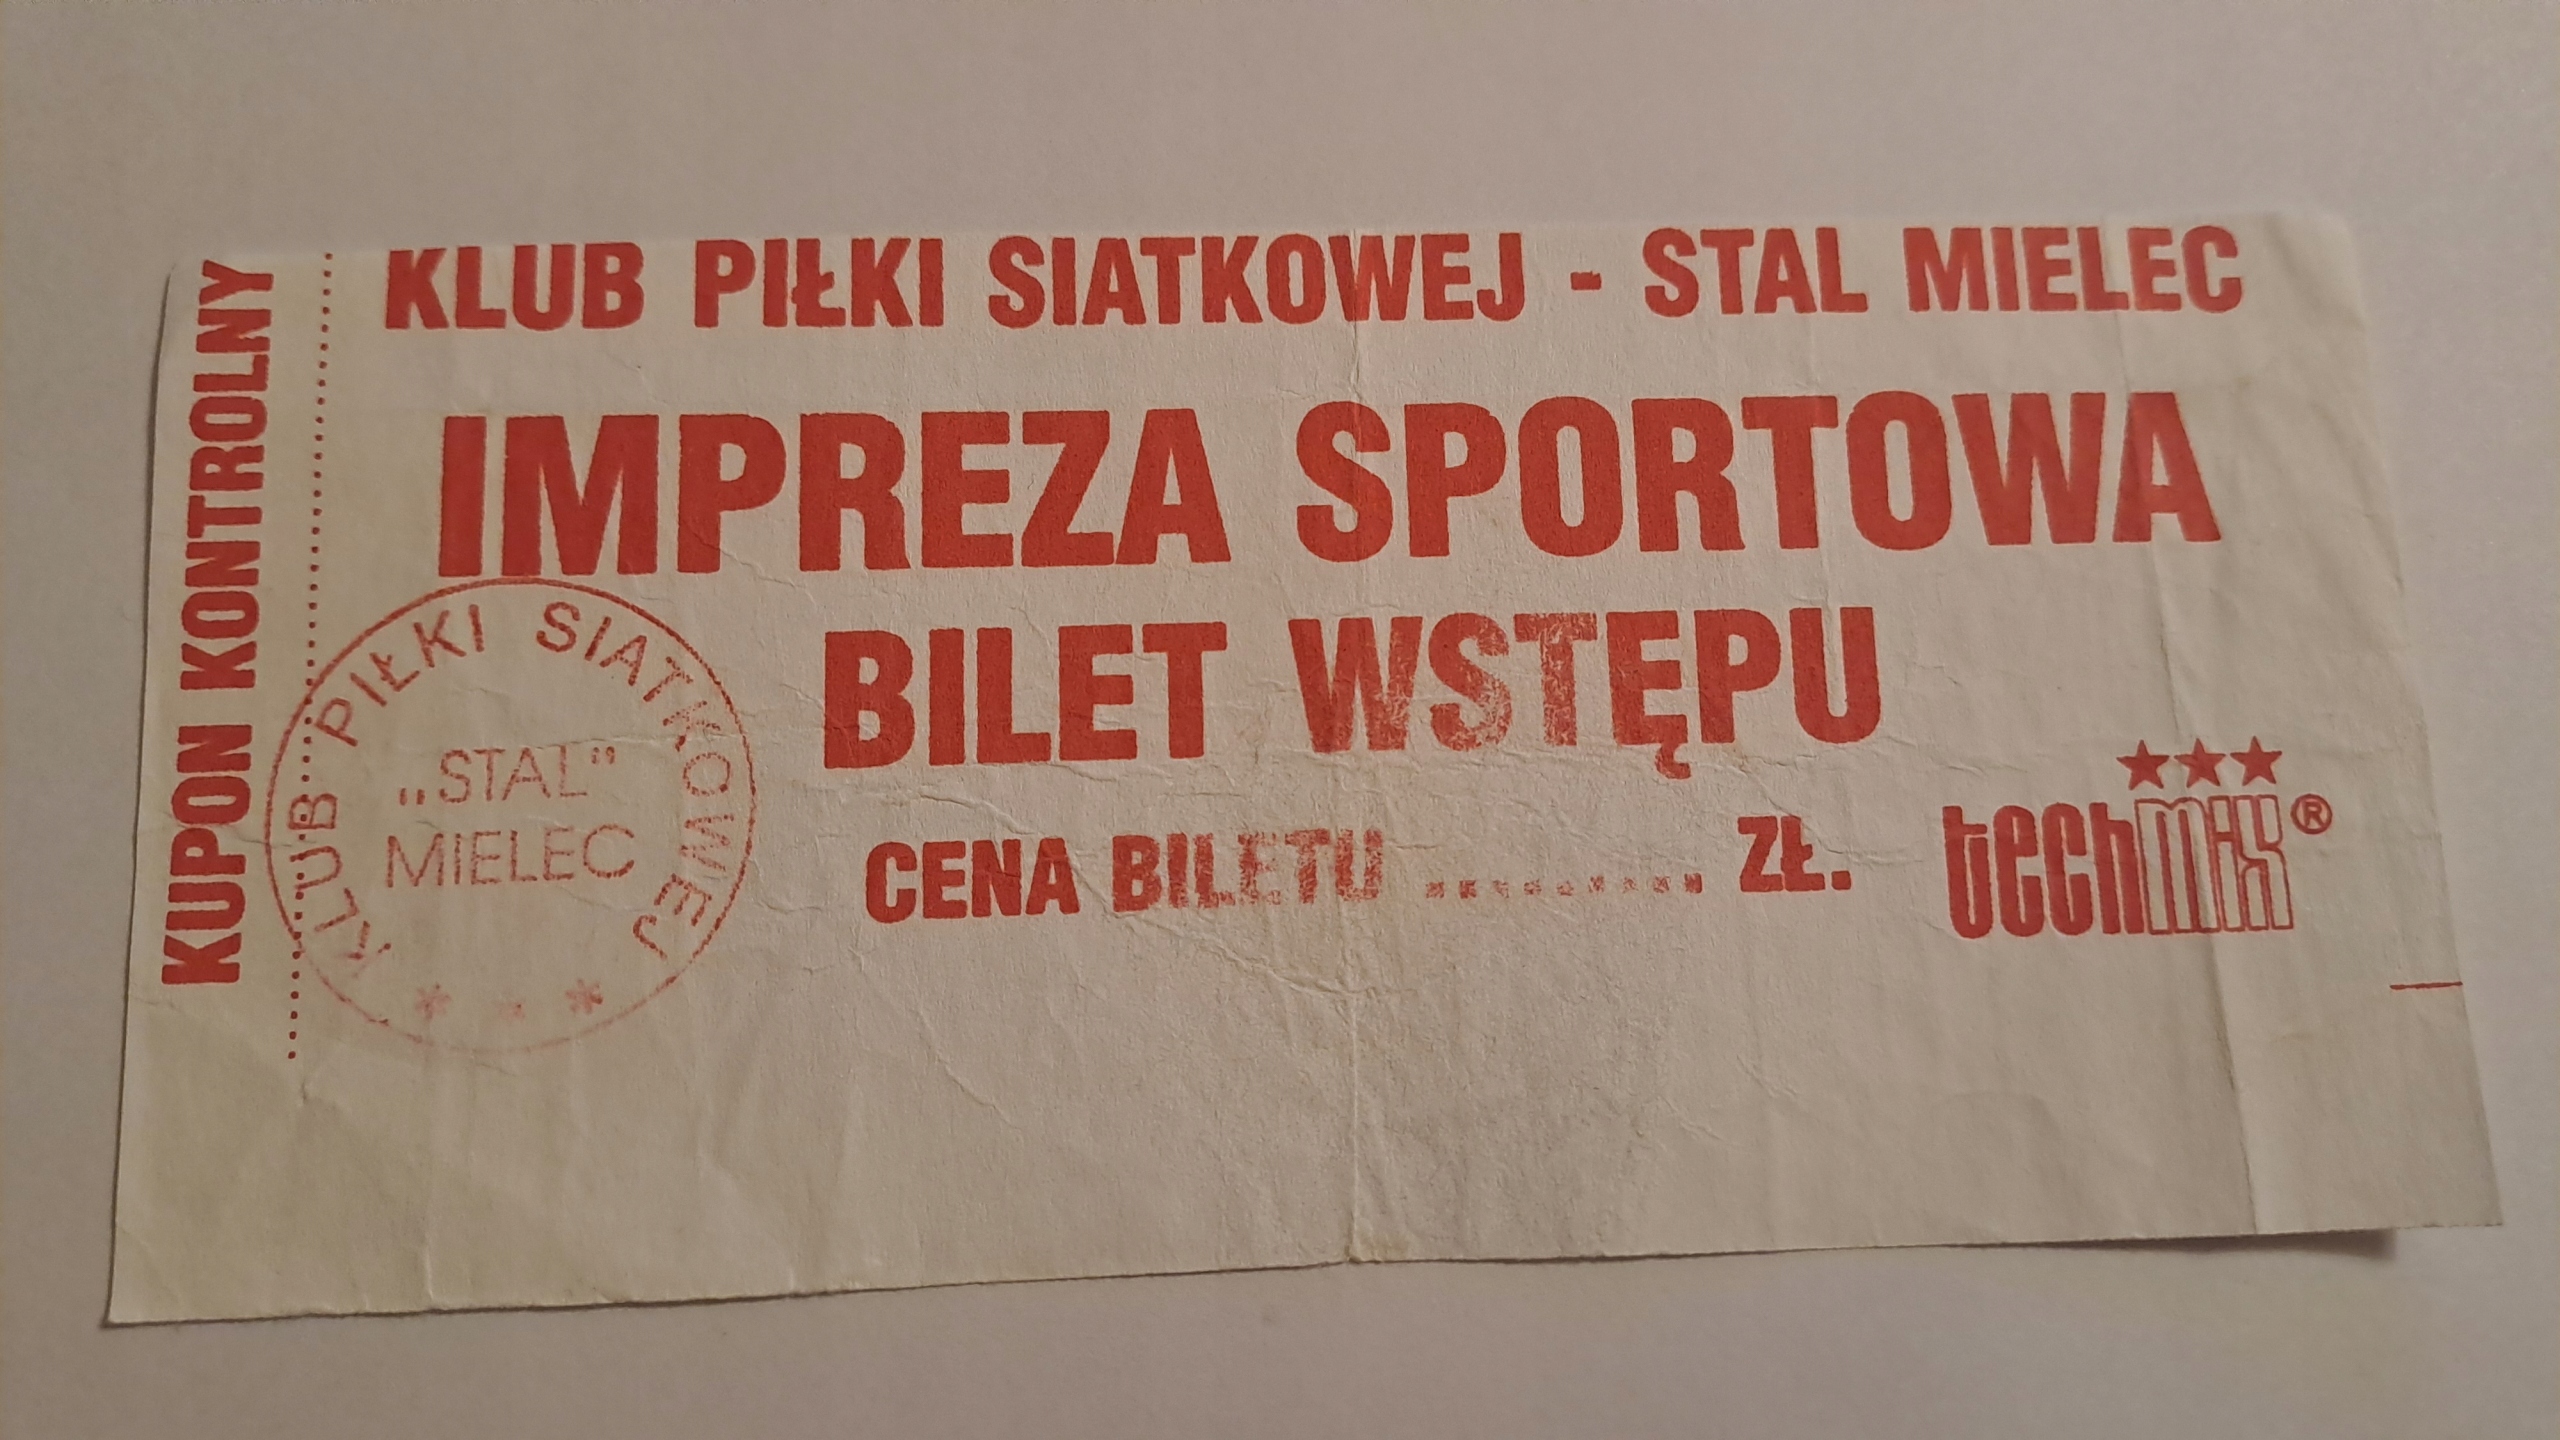 KUPON KONTROLNY
KLUB PIŁKI SIATKOWEJ - STAL MIELEC
IMPREZA SPORTOWA
BILET WSTĘPU
CENA BILETU .......... ZŁ.
KLUB PIŁKI SIATKOWEJ
* * *
„STAL”
MIELEC
★★★
techmix®